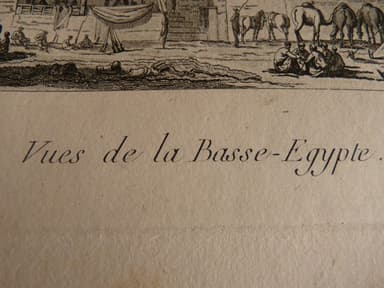 Vues de la Basse-Egypte.